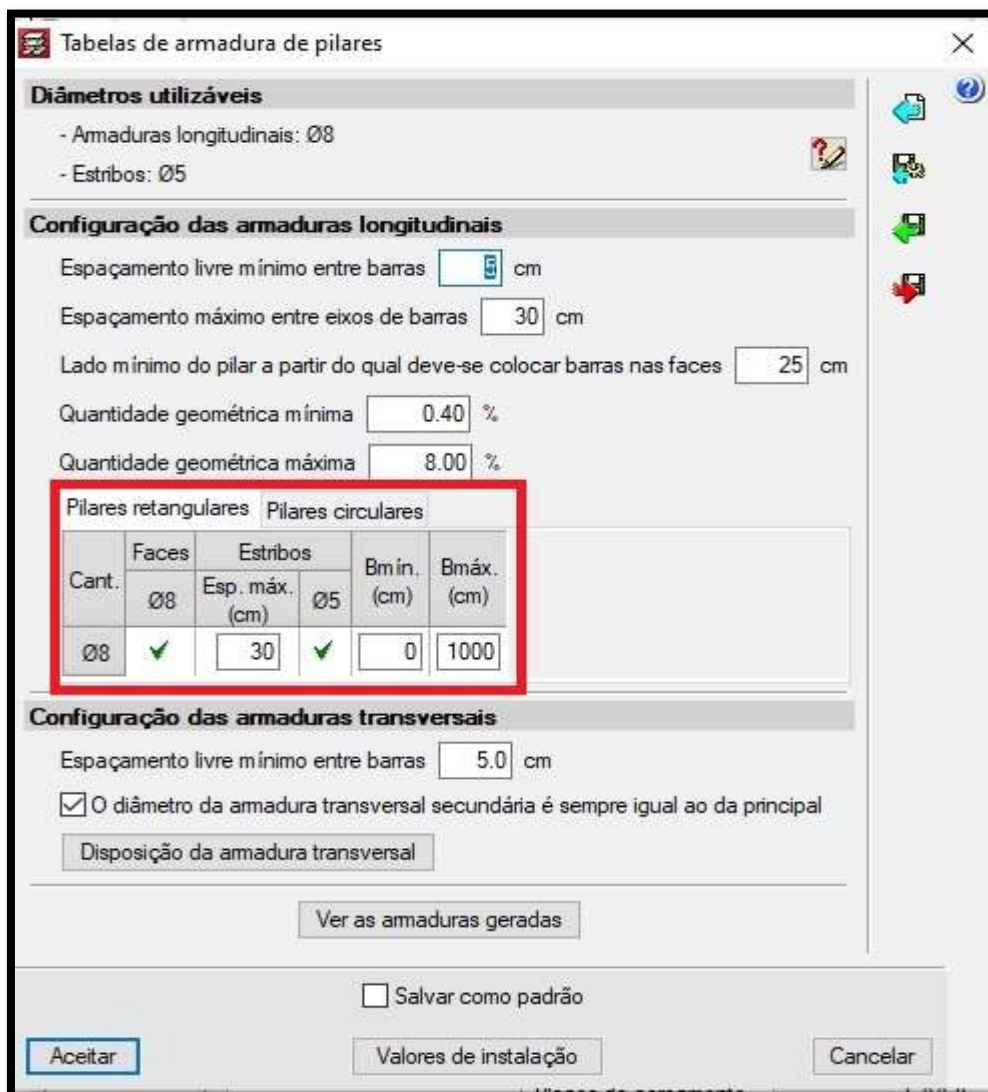 Tabelas de armadura de pilares
Diâmetros utilizáveis
- Armaduras longitudinais: Ø8
- Estribos: Ø5
Configuração das armaduras longitudinais
Espaçamento livre mínimo entre barras 5 cm
Espaçamento máximo entre eixos de barras 30 cm
Lado mínimo do pilar a partir do qual deve-se colocar barras nas faces 25 cm
Quantidade geométrica mínima 0.40 %
Quantidade geométrica máxima 8.00 %
Pilares retangulares Pilares circulares
Cant. Faces Estribos Bmín. (cm) Bmáx. (cm)
Ø8 Esp. máx. (cm) Ø5
Ø8 30 0 1000
Configuração das armaduras transversais
Espaçamento livre mínimo entre barras 5.0 cm
O diâmetro da armadura transversal secundária é sempre igual ao da principal
Disposição da armadura transversal
Ver as armaduras geradas
Salvar como padrão
Aceitar Valores de instalação Cancelar